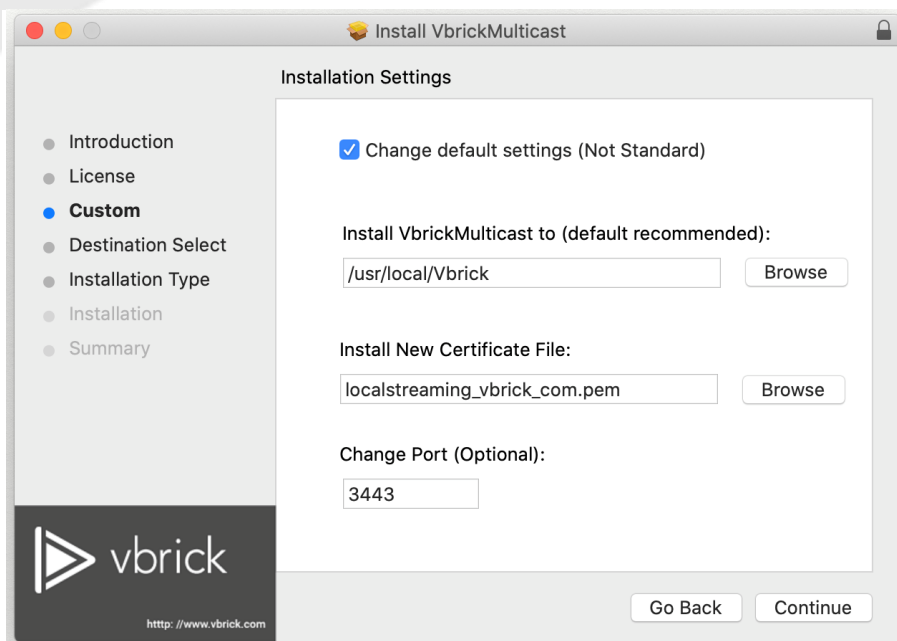 Install VbrickMulticast
Installation Settings
Introduction
License
Custom
Destination Select
Installation Type
Installation
Summary
Change default settings (Not Standard)
Install VbrickMulticast to (default recommended):
/usr/local/Vbrick
Browse
Install New Certificate File:
localstreaming_vbrick_com.pem
Browse
Change Port (Optional):
3443
vbrick
htttp: //www.vbrick.com
Go Back
Continue